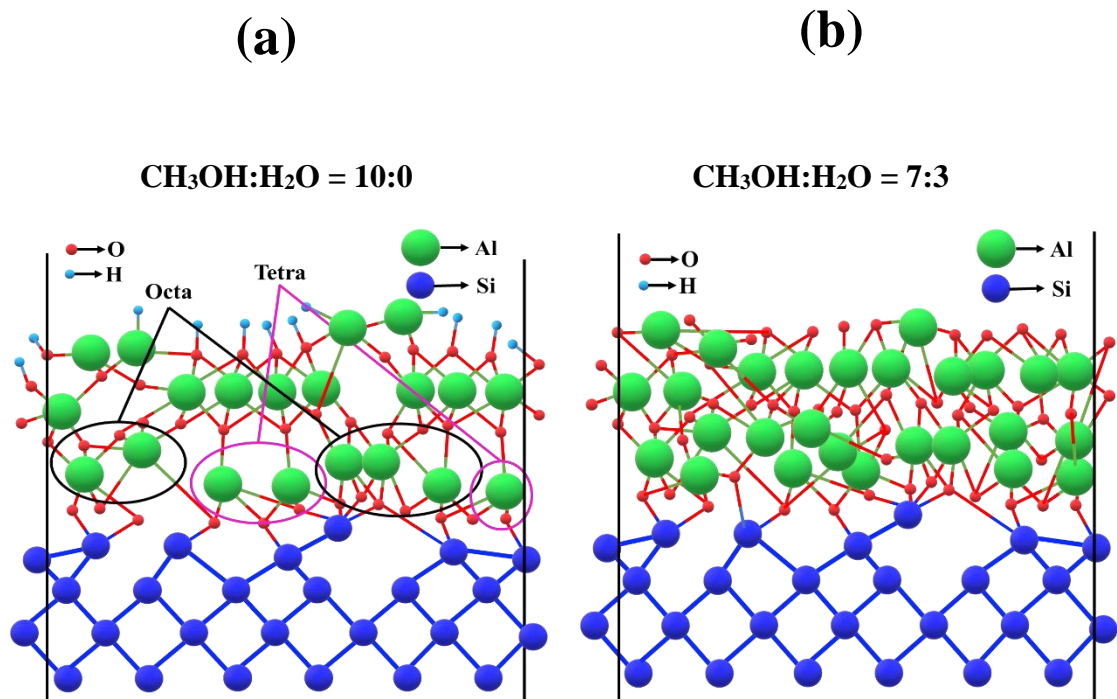 (a)
CH₃OH:H₂O = 10:0
O
H
Octa
Tetra
Al
Si
(b)
CH₃OH:H₂O = 7:3
O
H
Al
Si